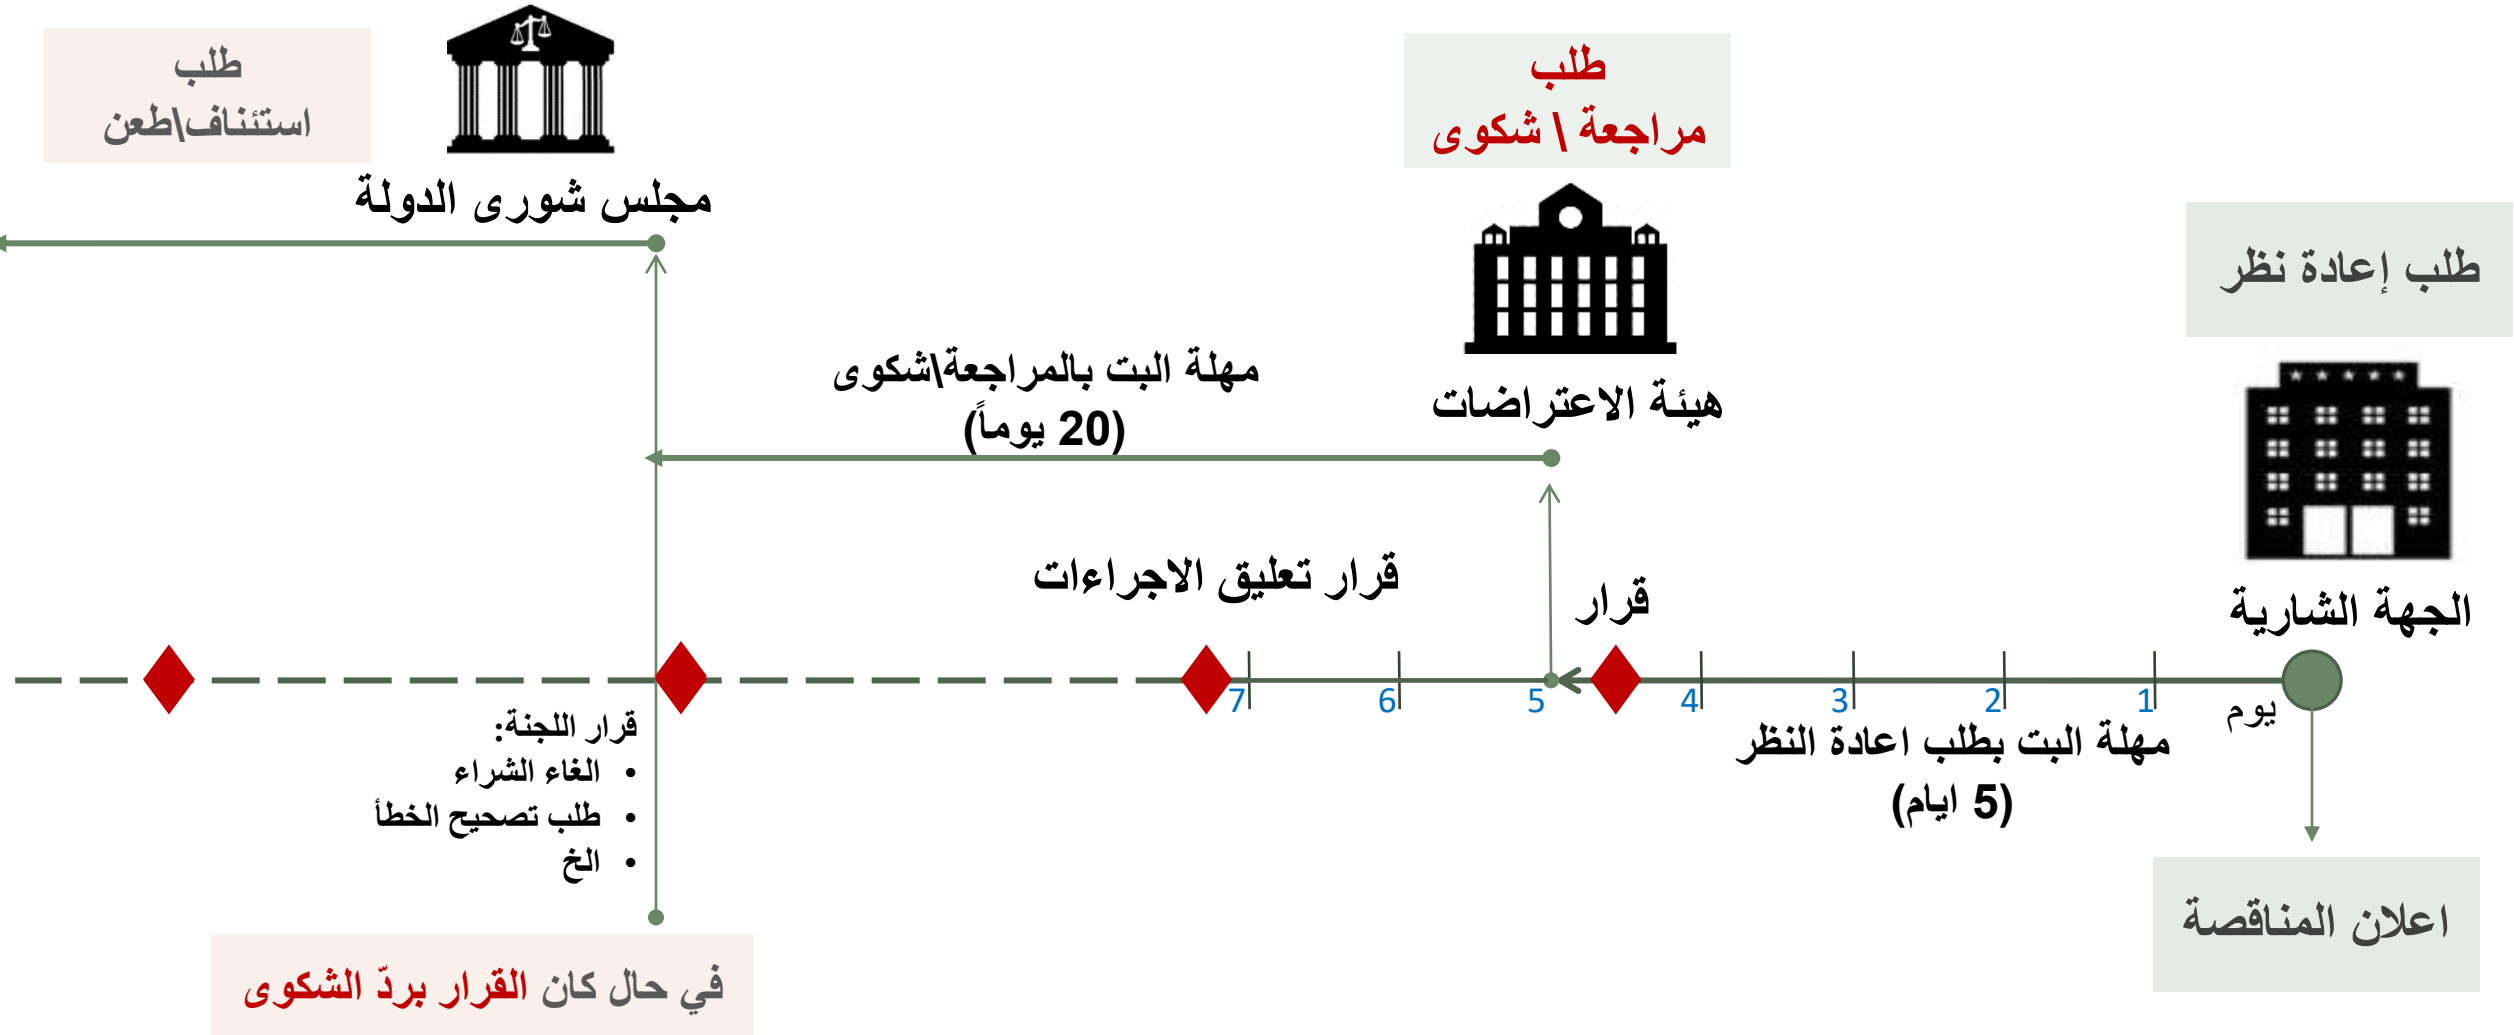 طلب إعادة نظر
الجهة الشارية
يوم
1
2
3
4
5
6
7
مهلة البت بطلب اعادة النظر
(5 ايام)
اعلان المناقصة
قرار
طلب
مراجعة \ شكوى
هيئة الاعتراضات
مهلة البت بالمراجعة\شكوى
(20 يوماً)
قرار تعليق الاجراءات
طلب
استئناف\طعن
مجلس شورى الدولة
قرار اللجنة:
• الغاء الشراء
• طلب تصحيح الخطأ
• الخ
في حال كان القرار بردّ الشكوى